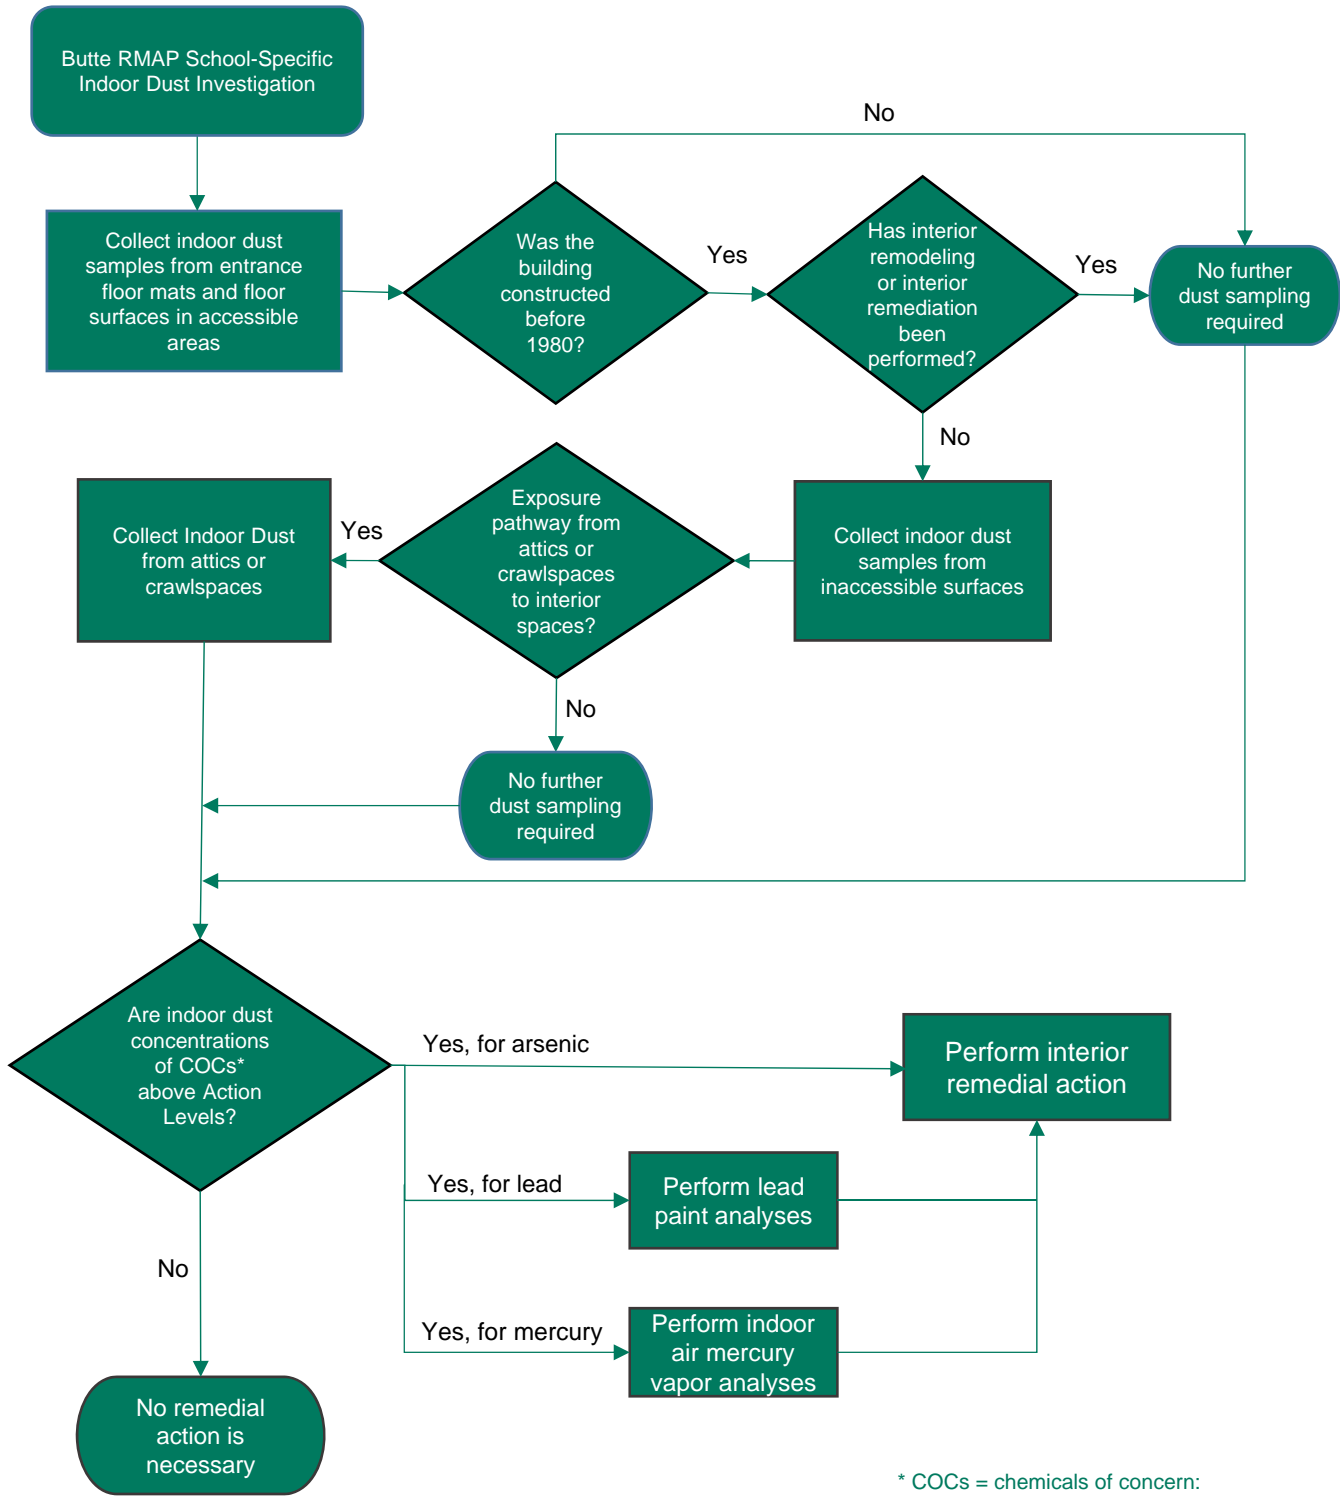 Butte RMAP School-Specific
Indoor Dust Investigation
No
Collect indoor dust
samples from entrance
floor mats and floor
surfaces in accessible
areas
Was the
building
constructed
before
1980?
Yes
Has interior
remodeling
or interior
remediation
been
performed?
Yes
No further
dust sampling
required
No
Collect Indoor Dust
from attics or
crawlspaces
Yes
Exposure
pathway from
attics or
crawlspaces
to interior
spaces?
Collect indoor dust
samples from
inaccessible surfaces
No
No further
dust sampling
required
Are indoor dust
concentrations
of COCs*
above Action
Levels?
Yes, for arsenic
Perform interior
remedial action
Yes, for lead
Perform lead
paint analyses
No
Yes, for mercury
Perform indoor
air mercury
vapor analyses
No remedial
action is
necessary
* COCs = chemicals of concern: